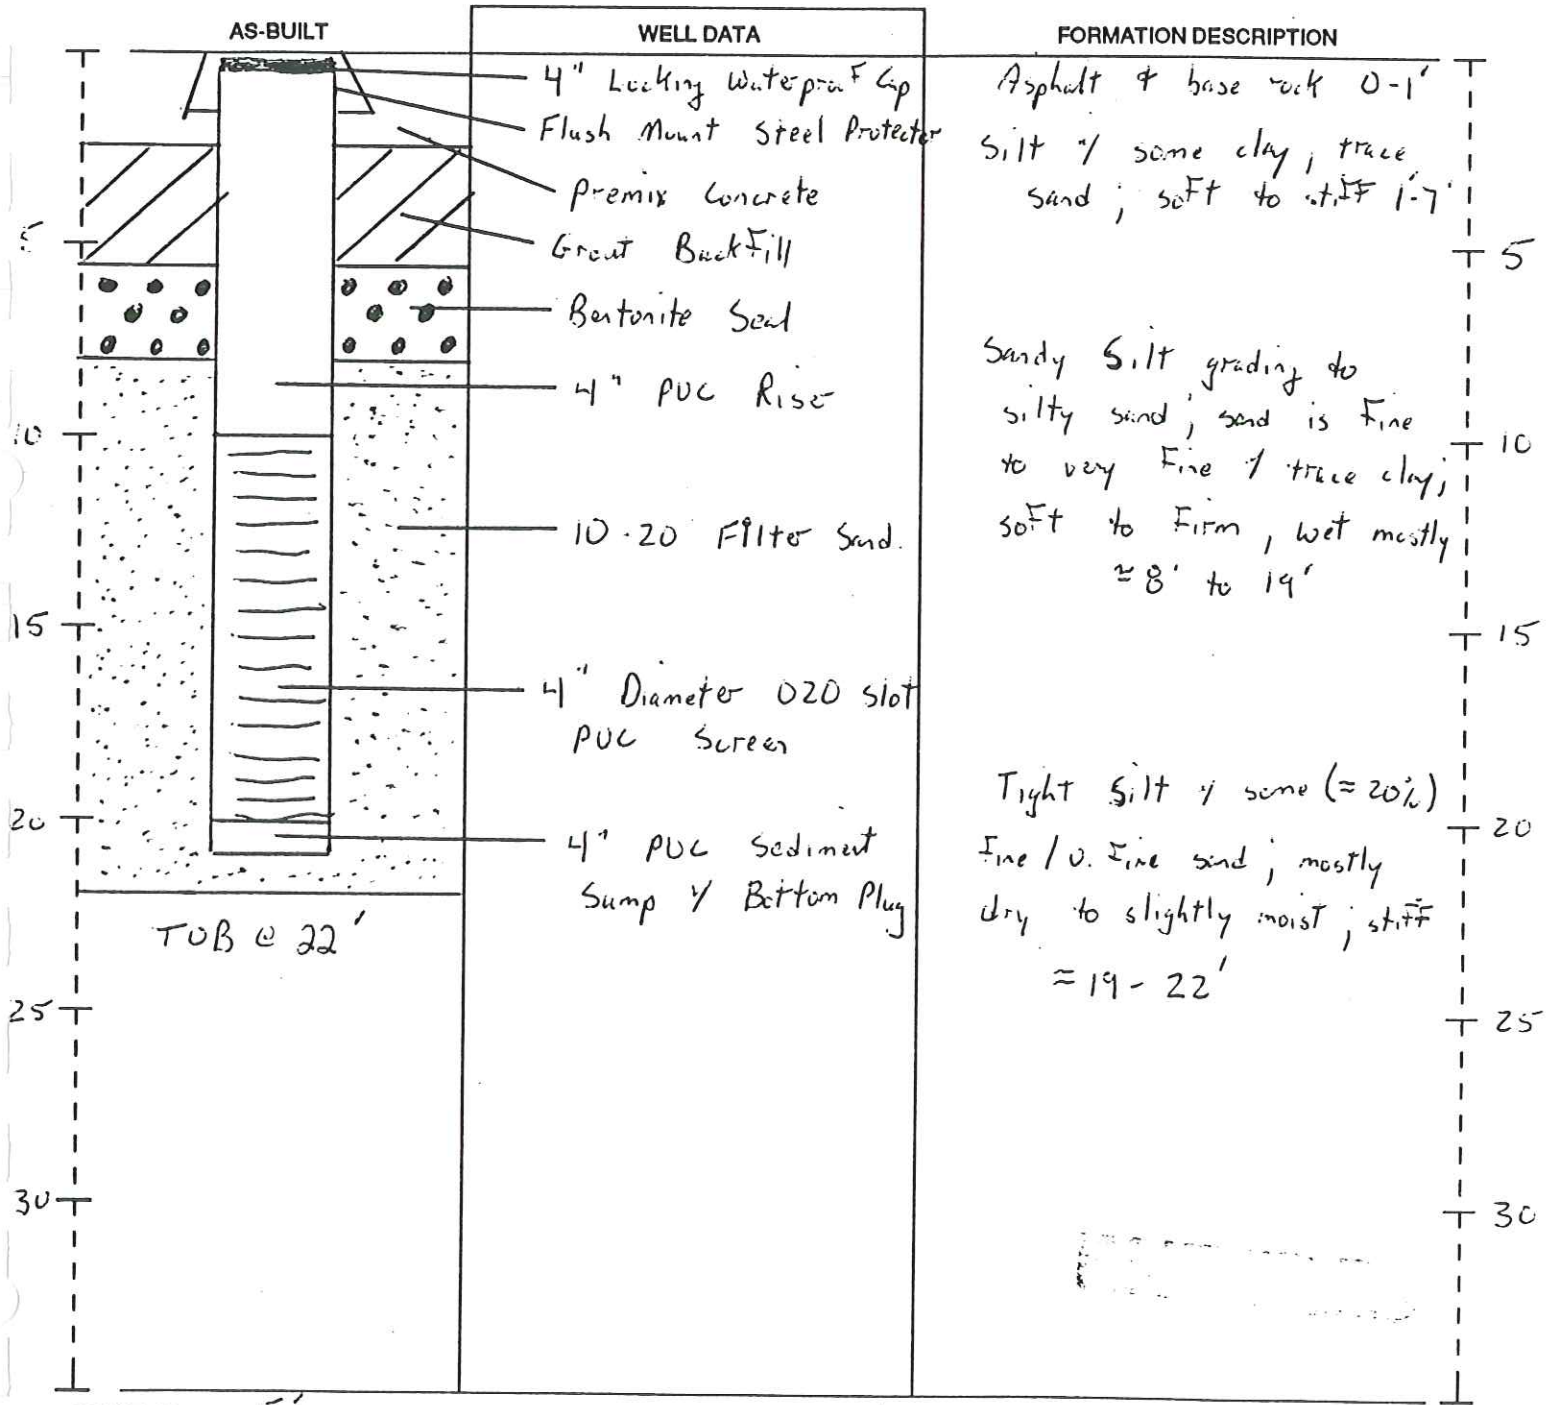 AS-BUILT
WELL DATA
FORMATION DESCRIPTION
4" Locking Waterproof Cap
Flush Mount Steel Protecter
Premix Concrete
Grout Backfill
Bentonite Seal
4" PVC Riser
10-20 Filter Sand
4" Diameter 020 slot
PVC Screen
4" PVC Sediment
Sump w/ Bottom Plug
Asphalt & base rock 0-1'
Silt w/ some clay; trace
sand; soft to stiff 1'-7'
Sandy Silt grading to
silty sand; sand is Fine
to very Fine w/ trace clay;
soft to Firm, wet mostly
≈ 8' to 19'
Tight Silt w/ some (≈ 20%)
Fine / v. Fine sand; mostly
dry to slightly moist; stiff
≈ 19 - 22'
TOB @ 22'
5
10
15
20
25
30
5
10
15
20
25
30